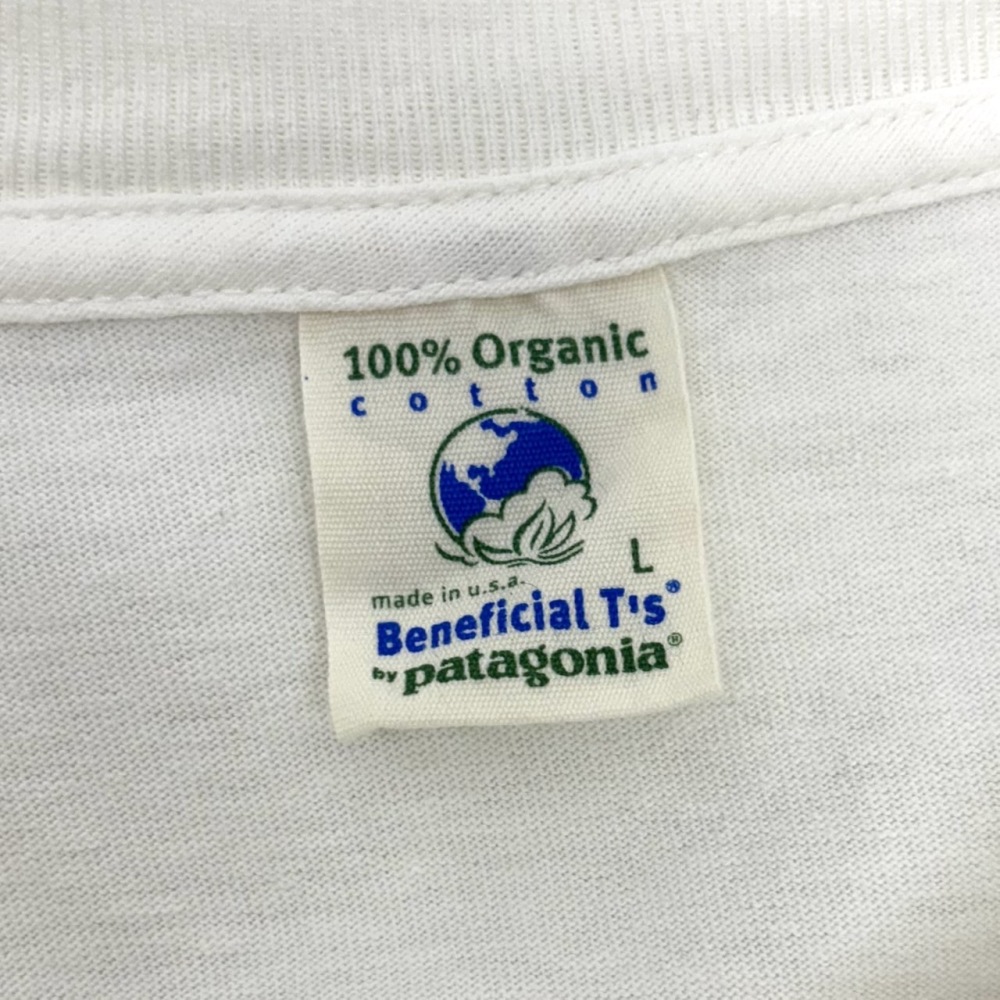 100% Organic
cotton
L
made in u.s.a.
Beneficial T's®
by patagonia®